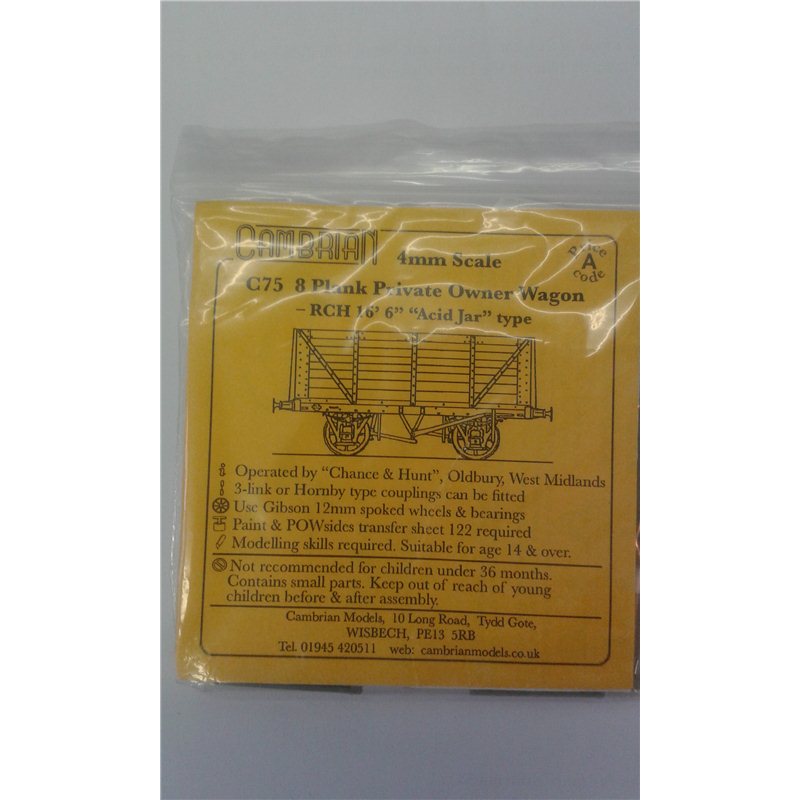 CAMBRIAN
4mm Scale
Price
A
code
C75 8 Plank Private Owner Wagon
– RCH 16' 6" "Acid Jar" type
Operated by "Chance & Hunt", Oldbury, West Midlands
3-link or Hornby type couplings can be fitted
Use Gibson 12mm spoked wheels & bearings
Paint & POWsides transfer sheet 122 required
Modelling skills required. Suitable for age 14 & over.
Not recommended for children under 36 months.
Contains small parts. Keep out of reach of young
children before & after assembly.
Cambrian Models, 10 Long Road, Tydd Gote,
WISBECH, PE13 5RB
Tel. 01945 420511 web: cambrianmodels.co.uk